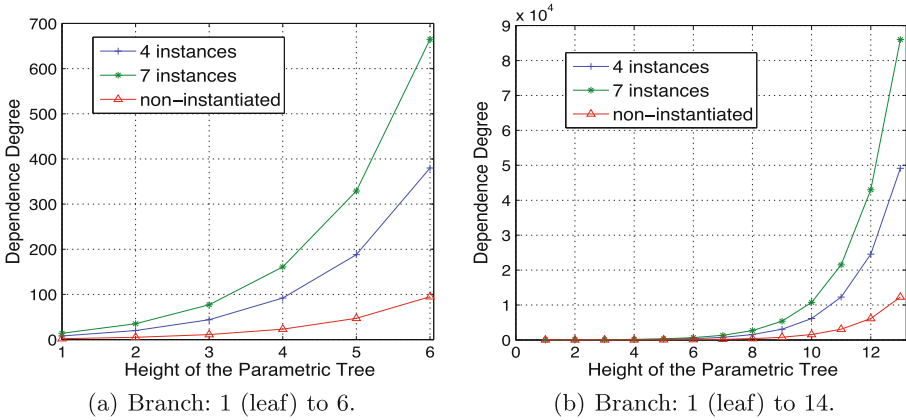 700
600
500
400
300
200
100
0
1 2 3 4 5 6
Dependence Degree
Height of the Parametric Tree
4 instances
7 instances
non-instantiated
(a) Branch: 1 (leaf) to 6.
x 10^4
9
8
7
6
5
4
3
2
1
0
0 2 4 6 8 10 12
Dependence Degree
Height of the Parametric Tree
4 instances
7 instances
non-instantiated
(b) Branch: 1 (leaf) to 14.